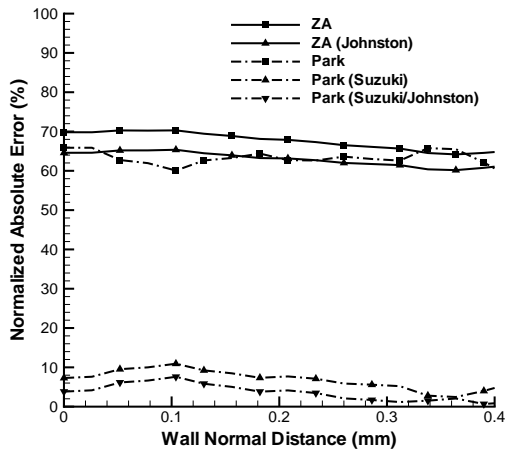 Normalized Absolute Error (%)
100
90
80
70
60
50
40
30
20
10
0
ZA
ZA (Johnston)
Park
Park (Suzuki)
Park (Suzuki/Johnston)
0 0.1 0.2 0.3 0.4
Wall Normal Distance (mm)